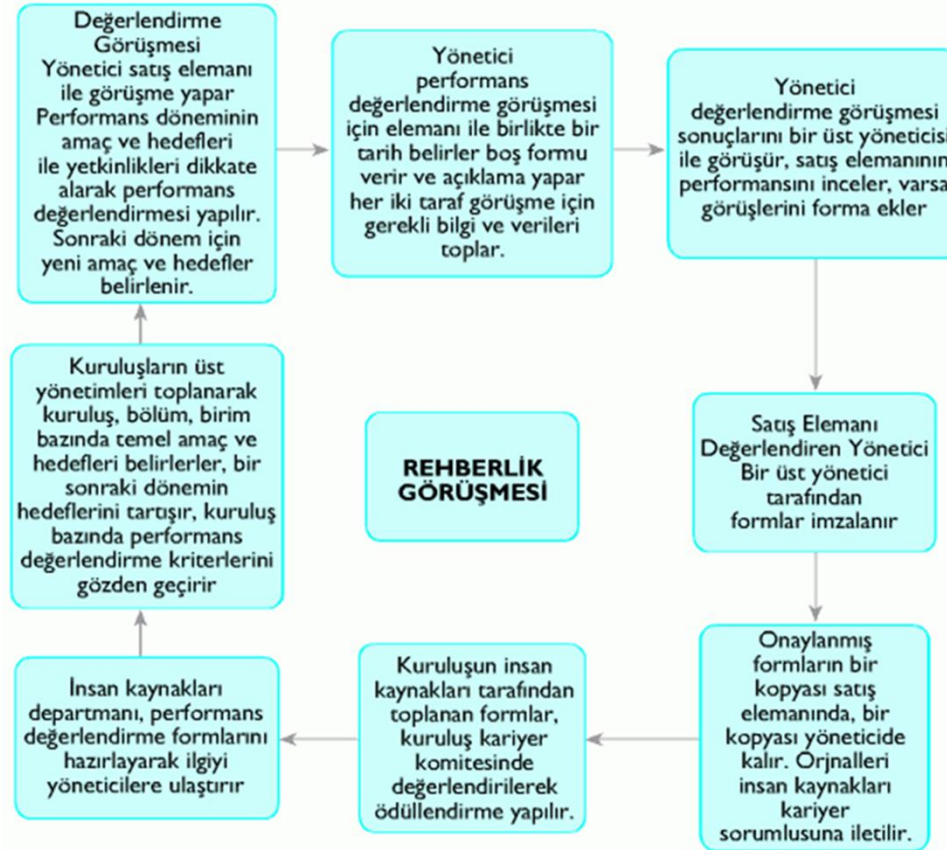 Değerlendirme
Görüşmesi
Yönetici satış elemanı
ile görüşme yapar
Performans döneminin
amaç ve hedefleri
ile yetkinlikleri dikkate
alarak performans
değerlendirmesi yapılır.
Sonraki dönem için
yeni amaç ve hedefler
belirlenir.
Yönetici
performans
değerlendirme görüşmesi
için elemanı ile birlikte bir
tarih belirler boş formu
verir ve açıklama yapar
her iki taraf görüşme için
gerekli bilgi ve verileri
toplar.
Yönetici
değerlendirme görüşmesi
sonuçlarını bir üst yöneticisi
ile görüşür, satış elemanının
performansını inceler, varsa
görüşlerini forma ekler
Satış Elemanı
Değerlendiren Yönetici
Bir üst yönetici
tarafından
formlar imzalanır
Onaylanmış
formların bir
kopyası satış
elemanında, bir
kopyası yöneticide
kalır. Orjnalleri
insan kaynakları
kariyer
sorumlusuna iletilir.
Kuruluşun insan
kaynakları tarafından
toplanan formlar,
kuruluş kariyer
komitesinde
değerlendirilerek
ödüllendirme yapılır.
İnsan kaynakları
departmanı, performans
değerlendirme formlarını
hazırlayarak ilgiyi
yöneticilere ulaştırır
Kuruluşların üst
yönetimleri toplanarak
kuruluş, bölüm, birim
bazında temel amaç ve
hedefleri belirlerler, bir
sonraki dönemin
hedeflerini tartışır, kuruluş
bazında performans
değerlendirme kriterlerini
gözden geçirir
REHBERLİK
GÖRÜŞMESİ